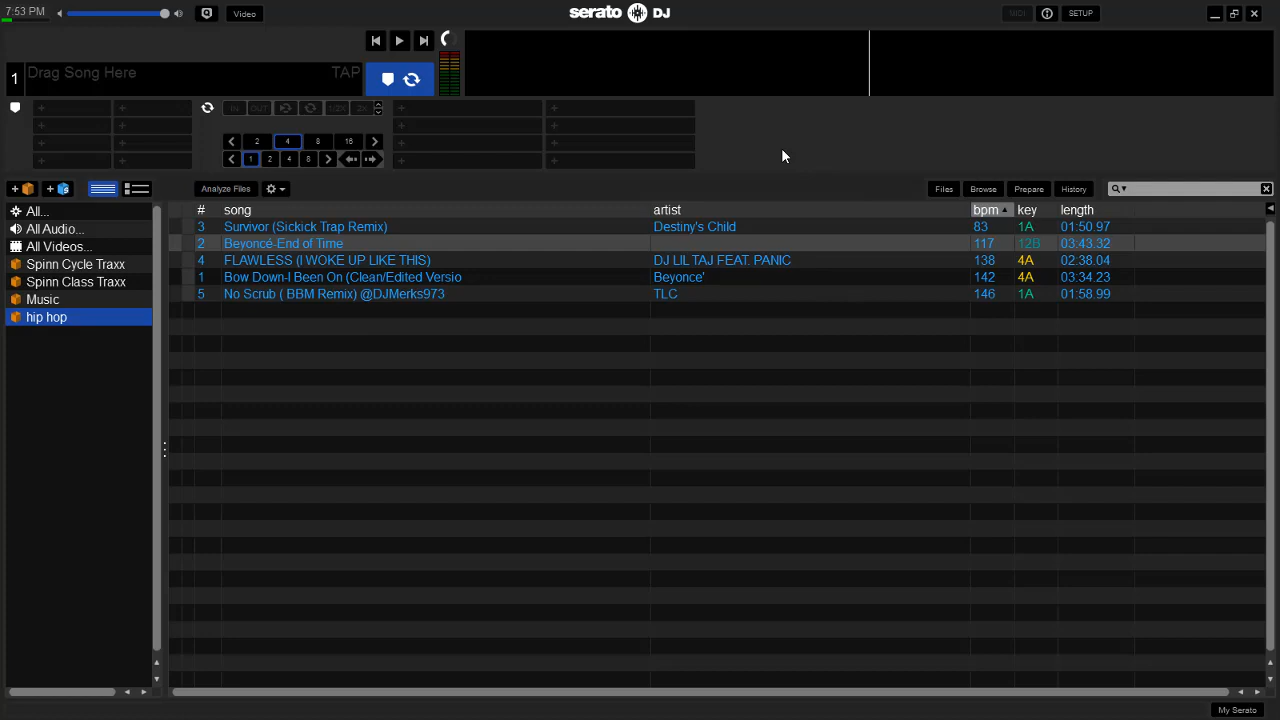 7:53 PM
Video
serato DJ
MIDI
SETUP
1
Drag Song Here
TAP
IN OUT 1/2X 2X
2 4 8 16
1 2 4 8
Analyze Files
Files
Browse
Prepare
History
All...
All Audio...
All Videos...
Spinn Cycle Traxx
Spinn Class Traxx
Music
hip hop
# song artist bpm key length
3 Survivor (Sickick Trap Remix) Destiny's Child 83 1A 01:50.97
2 Beyoncé-End of Time 117 12B 03:43.32
4 FLAWLESS (I WOKE UP LIKE THIS) DJ LIL TAJ FEAT. PANIC 138 4A 02:38.04
1 Bow Down-I Been On (Clean/Edited Versio Beyonce' 142 4A 03:34.23
5 No Scrub ( BBM Remix) @DJMerks973 TLC 146 1A 01:58.99
My Serato